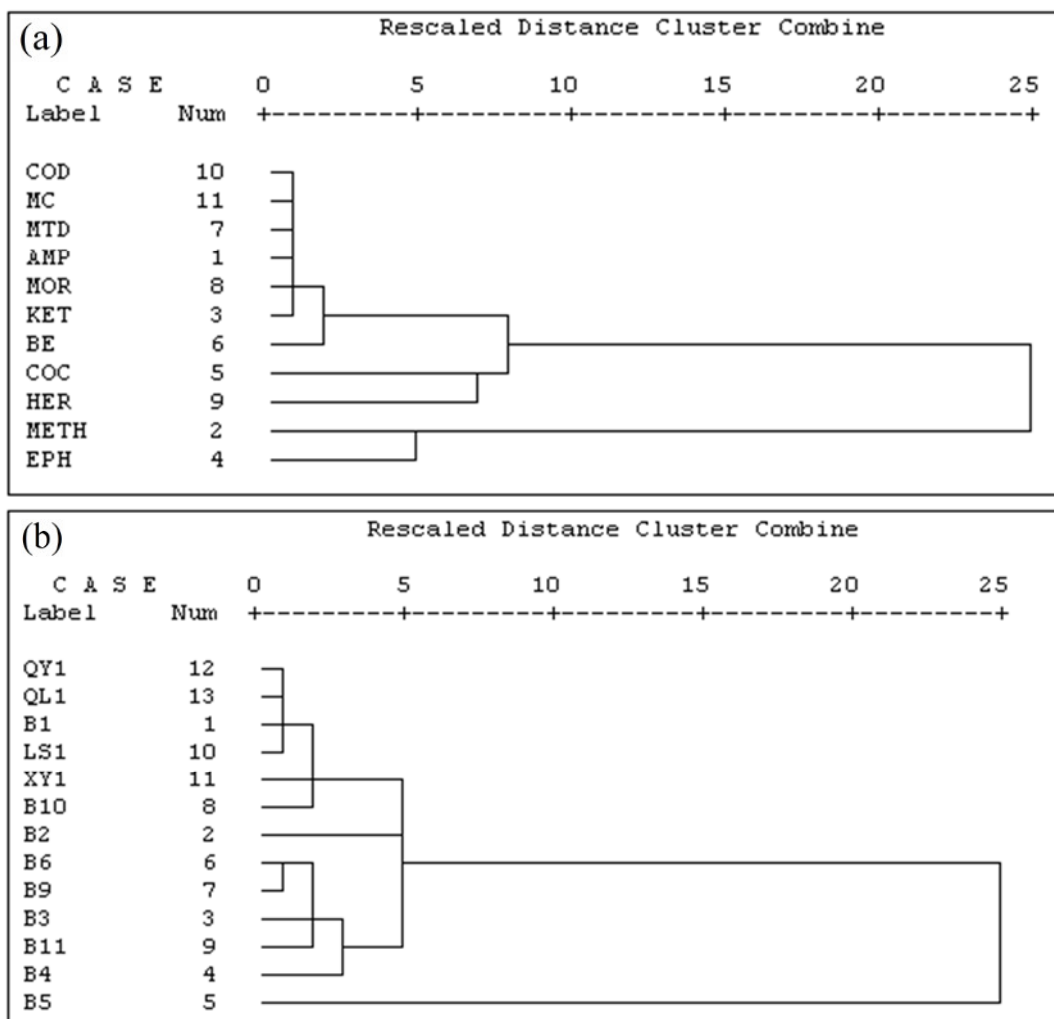 (a)
Rescaled Distance Cluster Combine
C A S E 0 5 10 15 20 25
Label Num +---------+---------+---------+---------+---------+
COD 10
MC 11
MTD 7
AMP 1
MOR 8
KET 3
BE 6
COC 5
HER 9
METH 2
EPH 4
(b)
Rescaled Distance Cluster Combine
C A S E 0 5 10 15 20 25
Label Num +---------+---------+---------+---------+---------+
QY1 12
QL1 13
B1 1
LS1 10
XY1 11
B10 8
B2 2
B6 6
B9 7
B3 3
B11 9
B4 4
B5 5